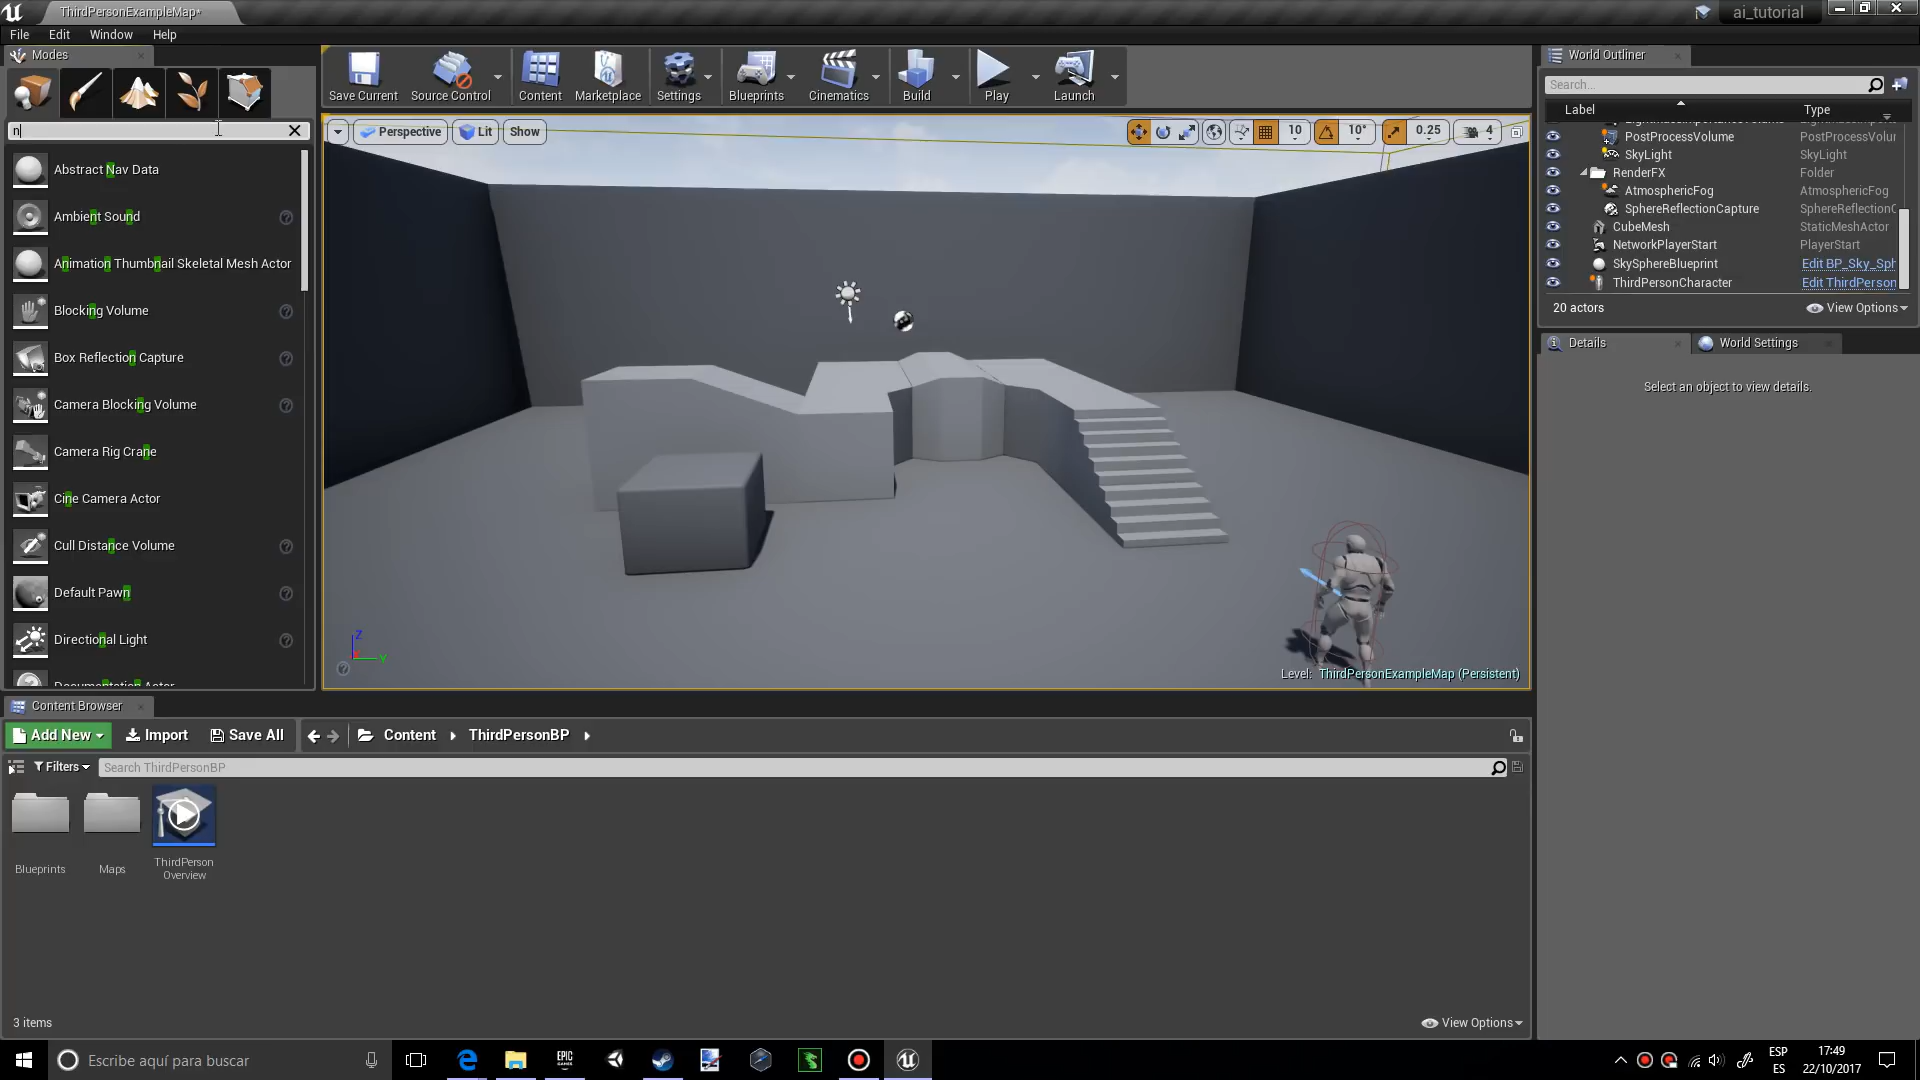 ThirdPersonExampleMap*
ai_tutorial
File Edit Window Help
Modes
n
Abstract Nav Data
Ambient Sound
Animation Thumbnail Skeletal Mesh Actor
Blocking Volume
Box Reflection Capture
Camera Blocking Volume
Camera Rig Crane
Cine Camera Actor
Cull Distance Volume
Default Pawn
Directional Light
Documentation Actor
Save Current
Source Control
Content
Marketplace
Settings
Blueprints
Cinematics
Build
Play
Launch
Perspective Lit Show
10 10° 0.25 4
Z
X Y
Level: ThirdPersonExampleMap (Persistent)
World Outliner
Search...
Label Type
PostProcessVolume PostProcessVolu
SkyLight SkyLight
RenderFX Folder
AtmosphericFog AtmosphericFog
SphereReflectionCapture SphereReflectionC
CubeMesh StaticMeshActor
NetworkPlayerStart PlayerStart
SkySphereBlueprint Edit BP_Sky_Sph
ThirdPersonCharacter Edit ThirdPerson
20 actors View Options
Details World Settings
Select an object to view details.
Content Browser
Add New Import Save All Content ThirdPersonBP
Filters Search ThirdPersonBP
Blueprints
Maps
ThirdPerson
Overview
3 items View Options
Escribe aquí para buscar
EPIC
GAMES
ESP
ES
17:49
22/10/2017